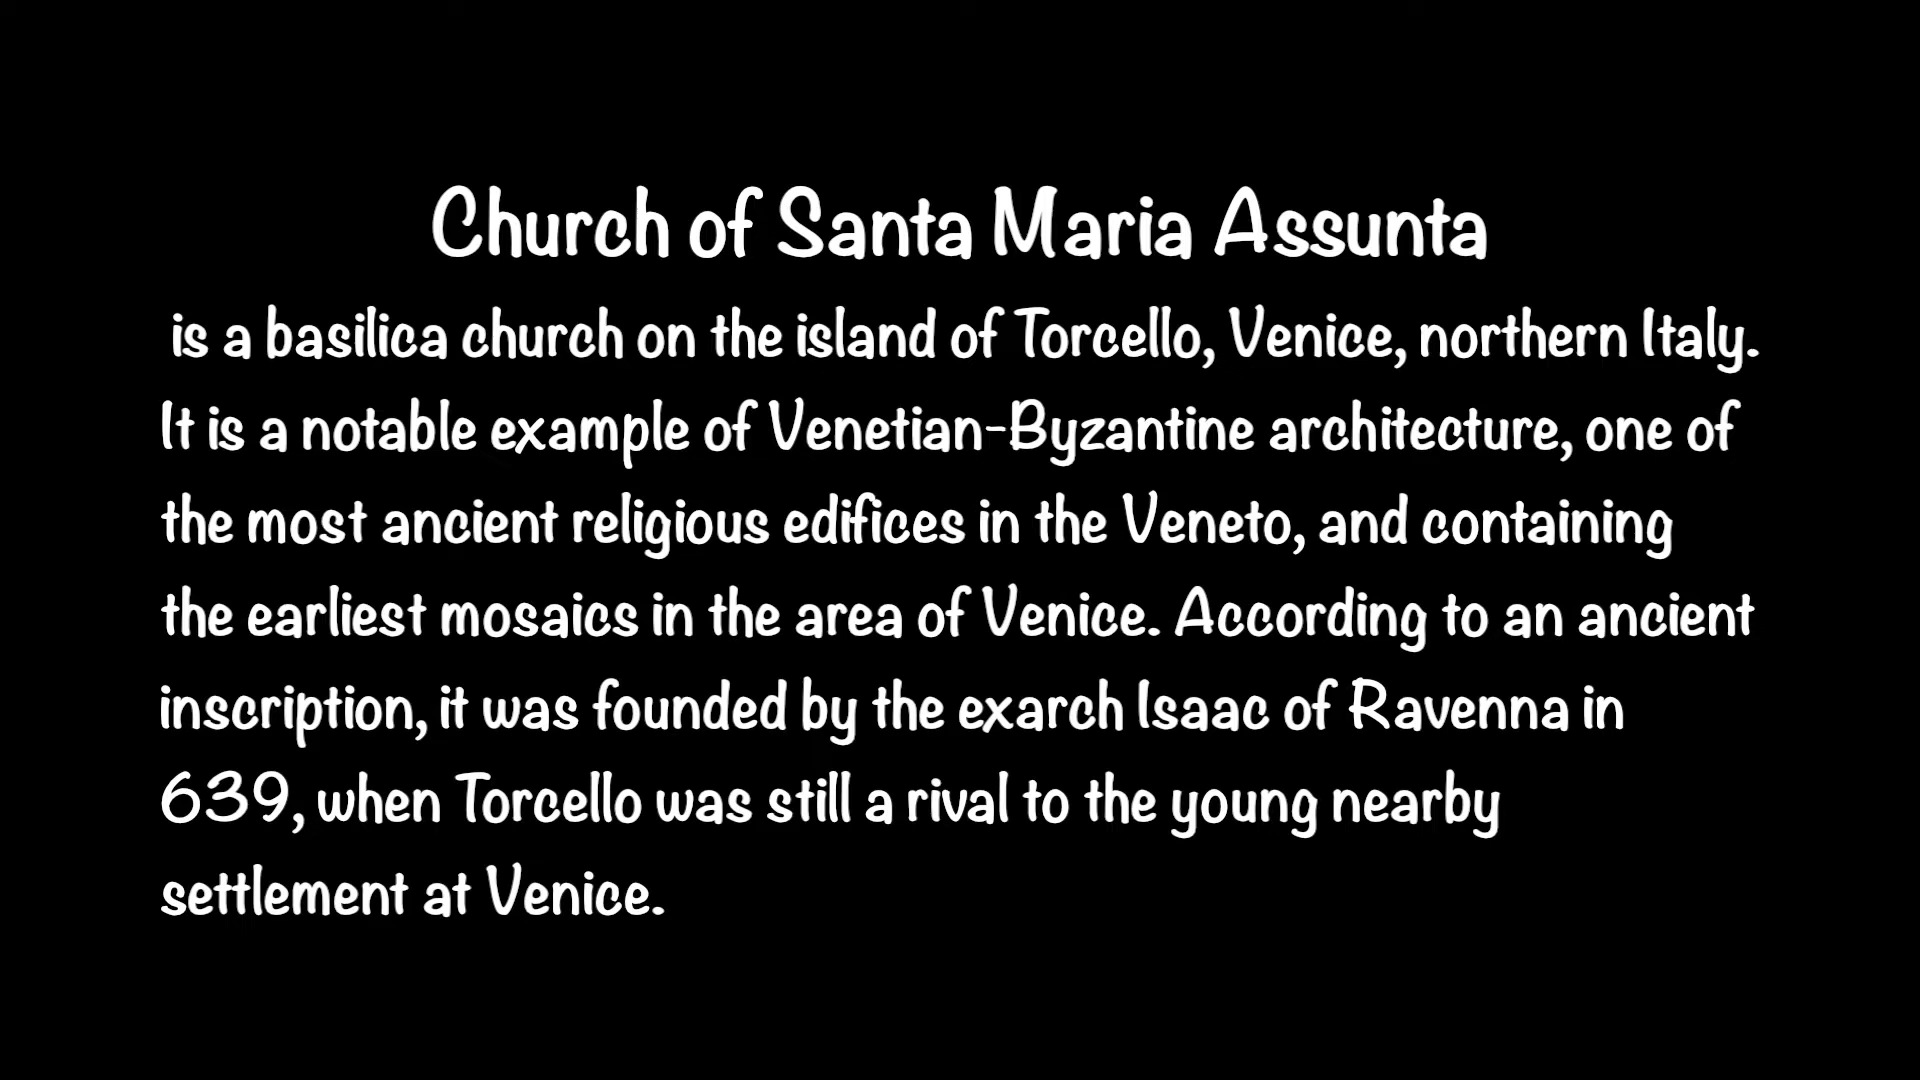 Church of Santa Maria Assunta
is a basilica church on the island of Torcello, Venice, northern Italy.
It is a notable example of Venetian-Byzantine architecture, one of
the most ancient religious edifices in the Veneto, and containing
the earliest mosaics in the area of Venice. According to an ancient
inscription, it was founded by the exarch Isaac of Ravenna in
639, when Torcello was still a rival to the young nearby
settlement at Venice.